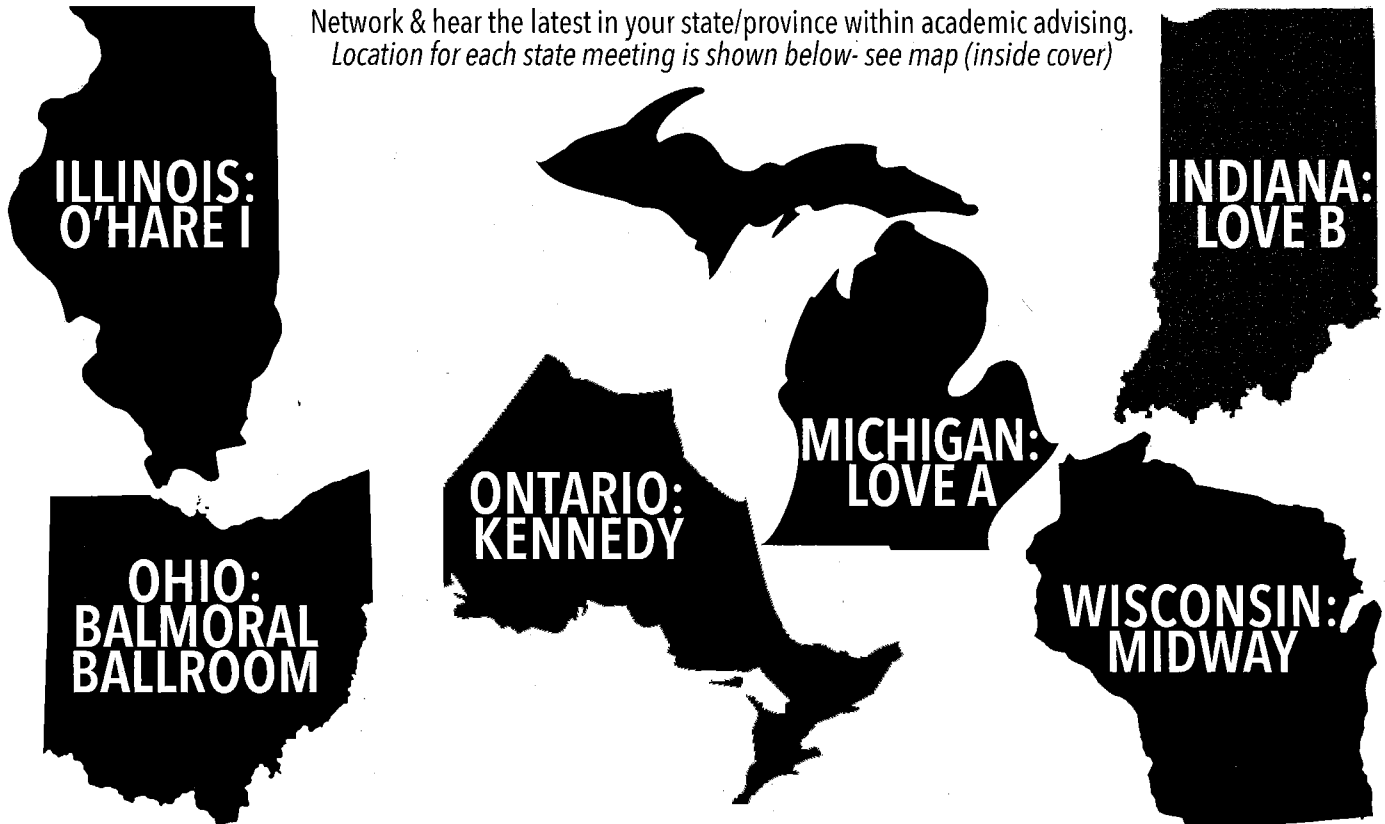 Network & hear the latest in your state/province within academic advising.
Location for each state meeting is shown below- see map (inside cover)
ILLINOIS:
O'HARE I
INDIANA:
LOVE B
MICHIGAN:
LOVE A
ONTARIO:
KENNEDY
OHIO:
BALMORAL
BALLROOM
WISCONSIN:
MIDWAY